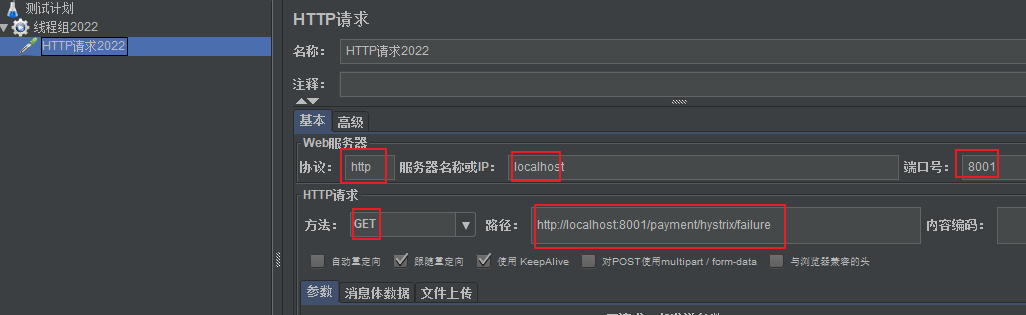 测试计划
线程组2022
HTTP请求2022
HTTP请求
名称： HTTP请求2022
注释：
基本 高级
Web服务器
协议： http 服务器名称或IP： localhost 端口号： 8001
HTTP请求
方法： GET 路径： http://localhost:8001/payment/hystrix/failure 内容编码：
自动重定向 跟随重定向 使用 KeepAlive 对POST使用multipart / form-data 与浏览器兼容的头
参数 消息体数据 文件上传